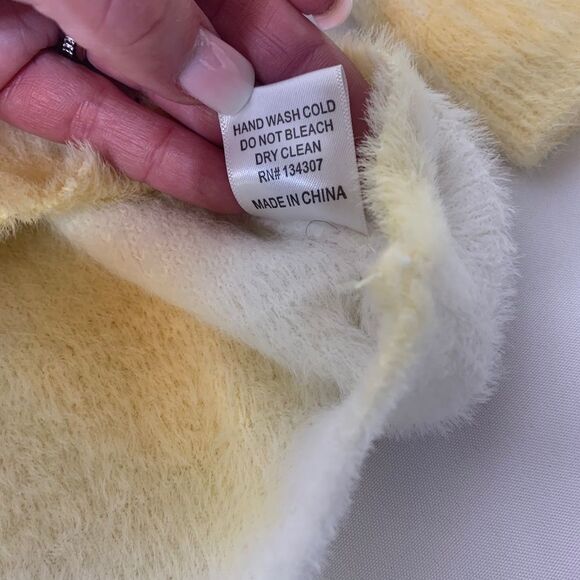 HAND WASH COLD
DO NOT BLEACH
DRY CLEAN
RN# 134307
MADE IN CHINA